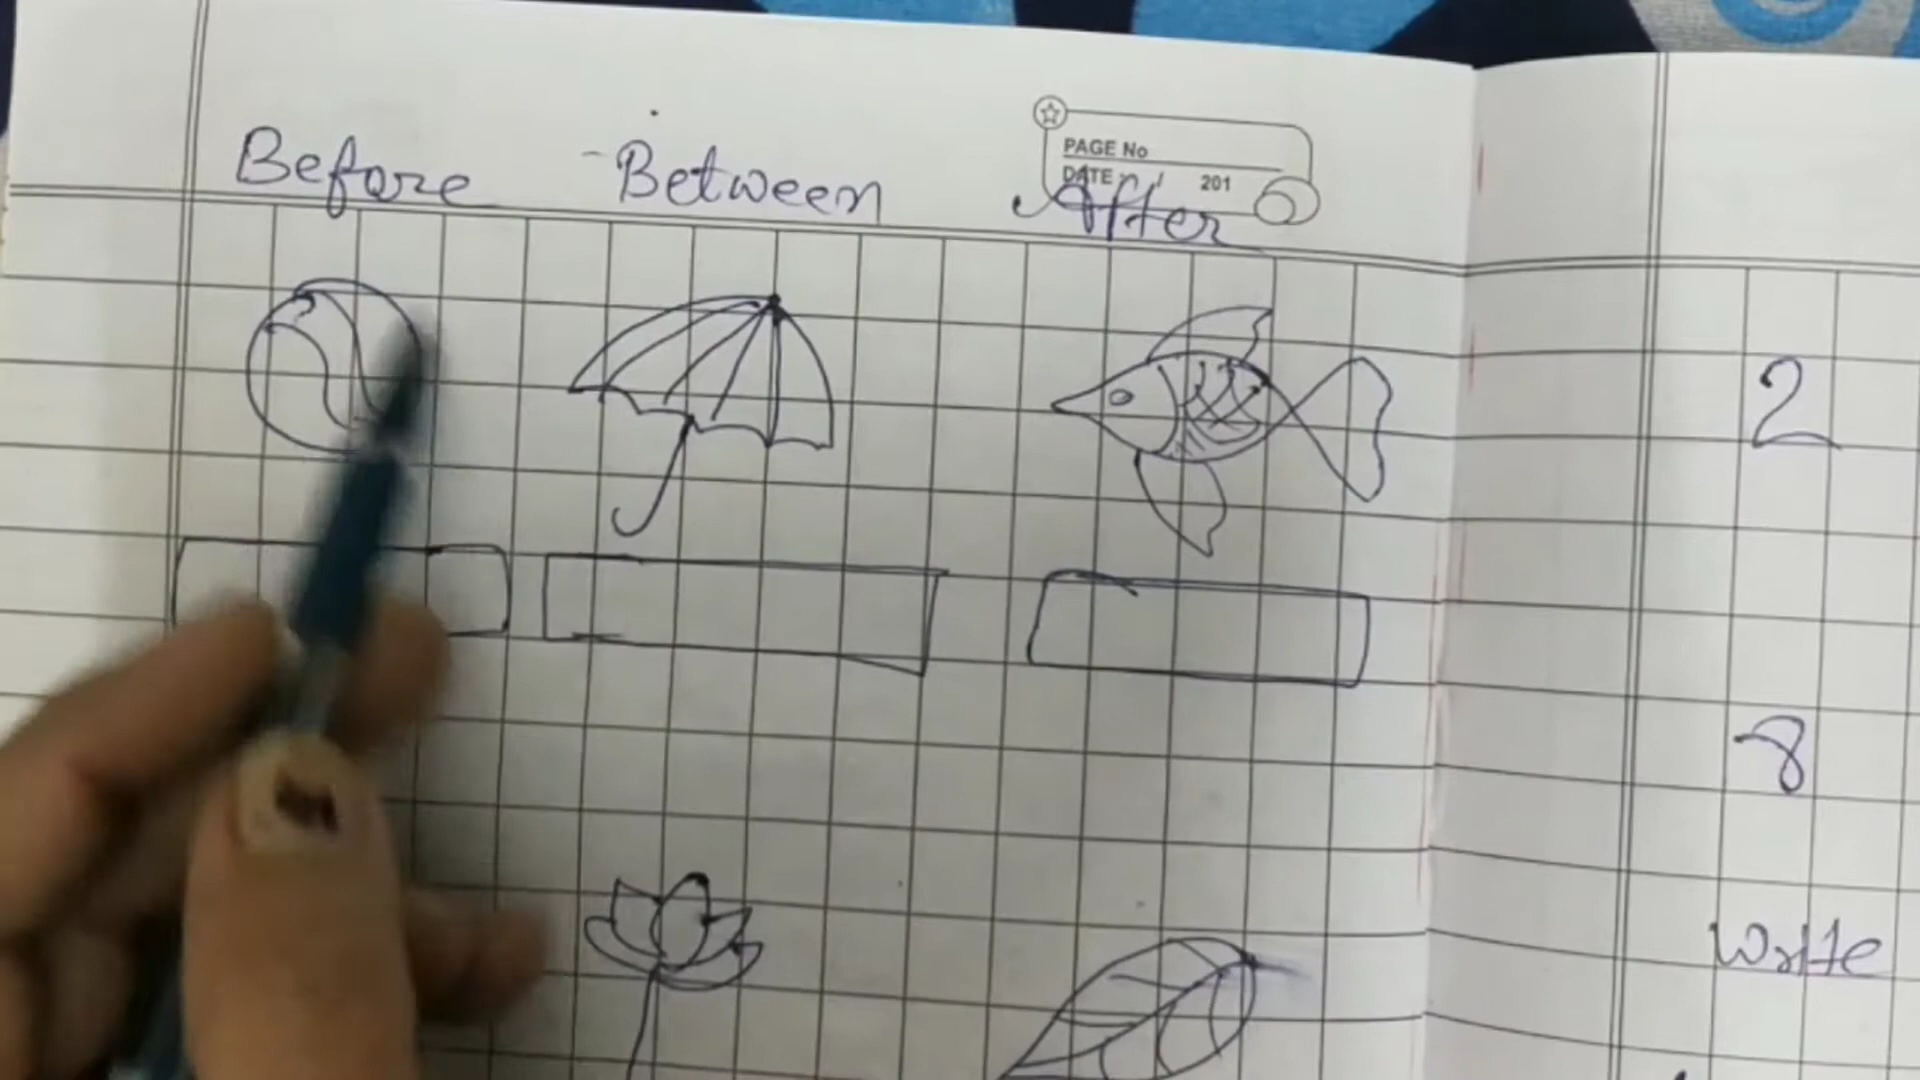 Before - Between After
PAGE No
DATE: / 201
2
8
write